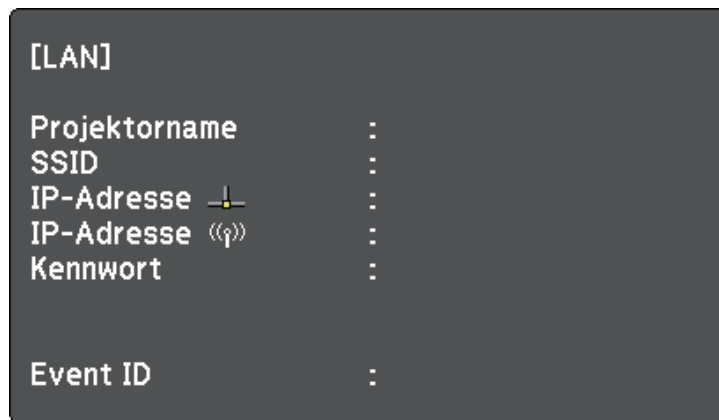 [LAN]
Projektorname :
SSID :
IP-Adresse :
IP-Adresse :
Kennwort :
Event ID :